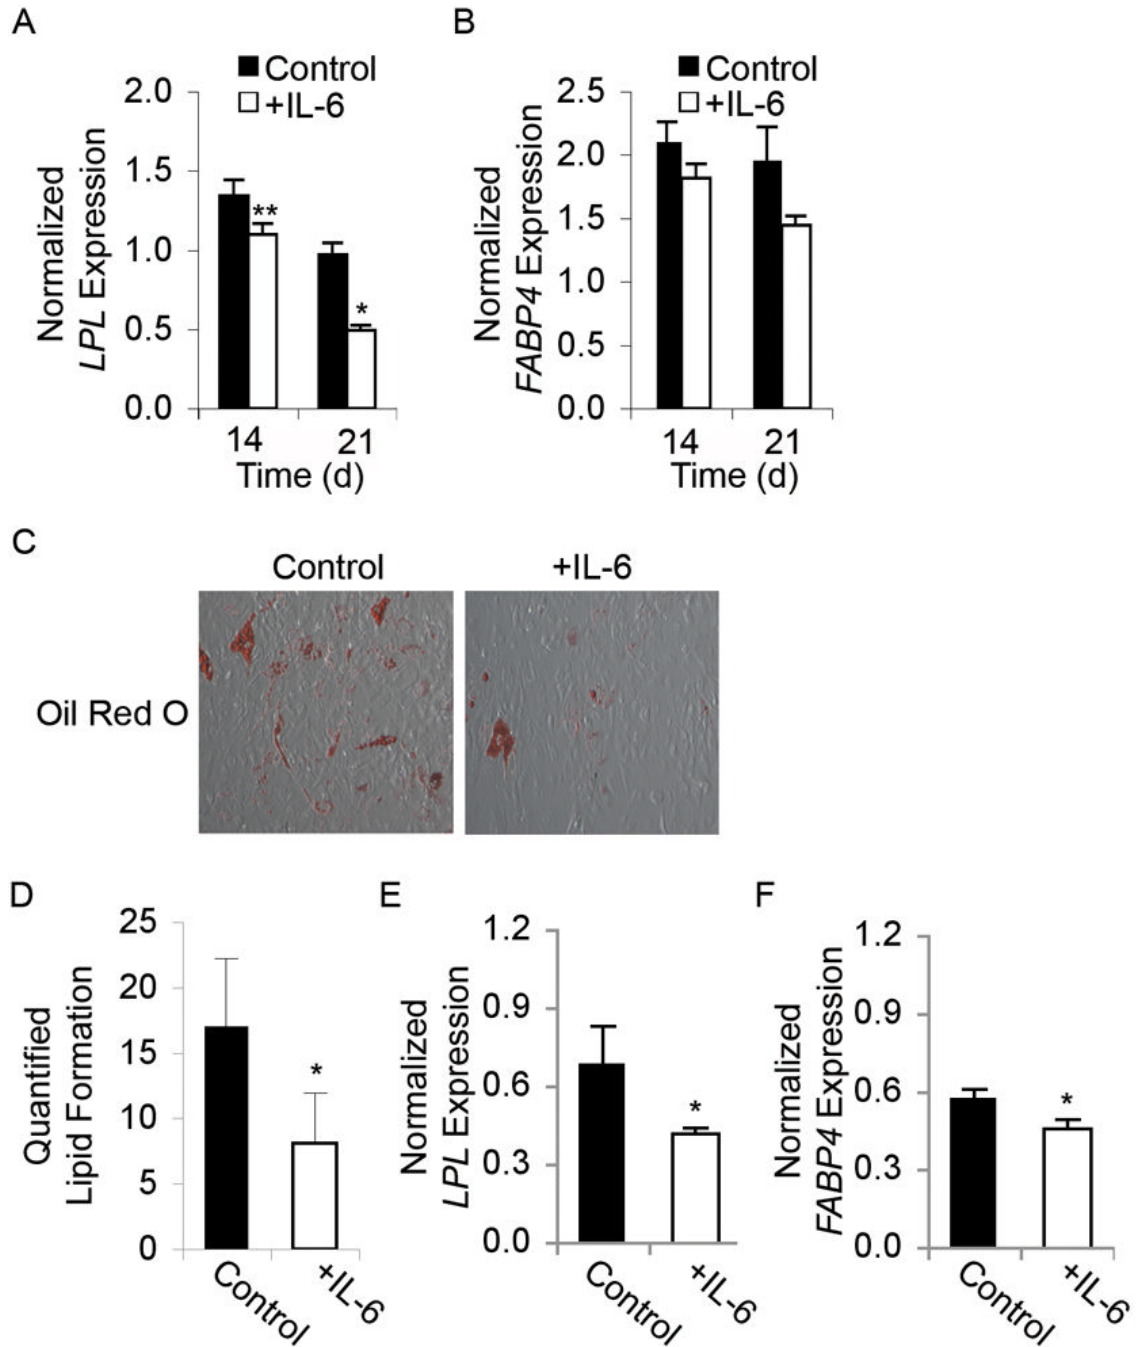 A
Control
+IL-6
2.0
1.5
1.0
0.5
0.0
Normalized
LPL Expression
**
*
14 21
Time (d)
B
Control
+IL-6
2.5
2.0
1.5
1.0
0.5
0.0
Normalized
FABP4 Expression
14 21
Time (d)
C
Control +IL-6
Oil Red O
D
25
20
15
10
5
0
Quantified
Lipid Formation
*
Control
+IL-6
E
1.2
0.9
0.6
0.3
0.0
Normalized
LPL Expression
*
Control
+IL-6
F
1.2
0.9
0.6
0.3
0.0
Normalized
FABP4 Expression
*
Control
+IL-6